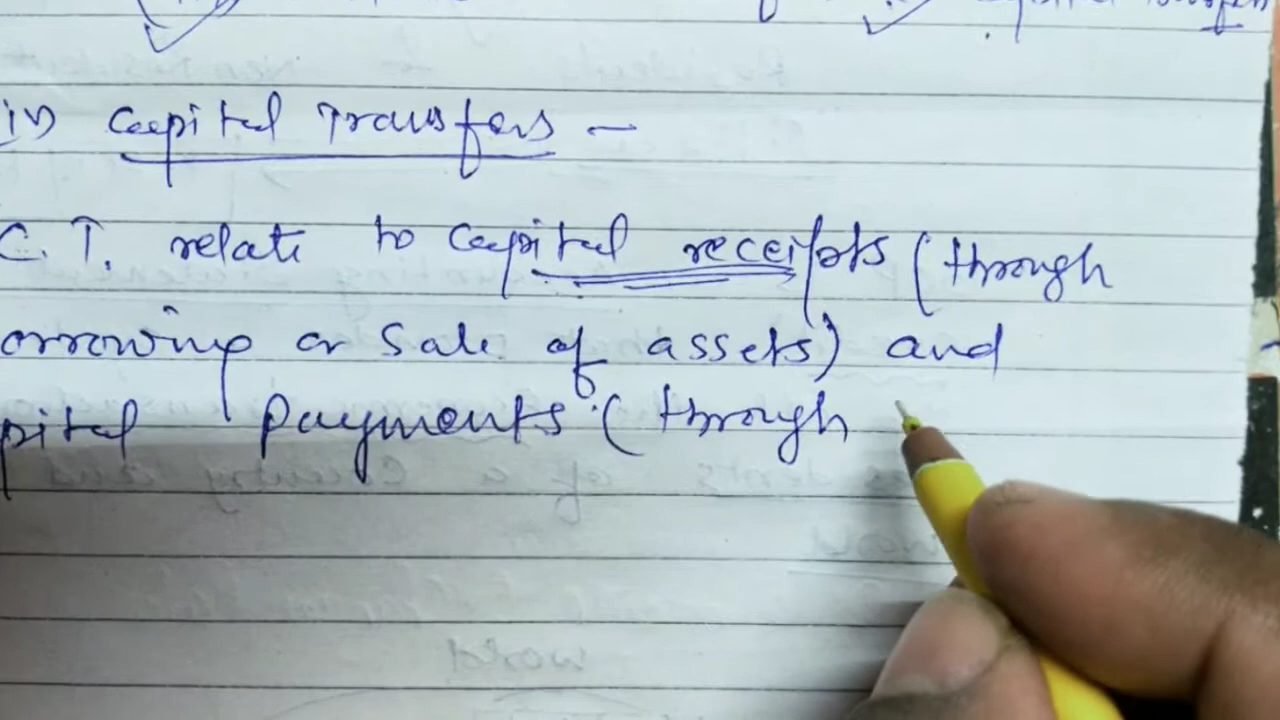 iv) Capital Transfers -
C.T. relate to capital receipts (through
orrowing or sale of assets) and
pital payments (through